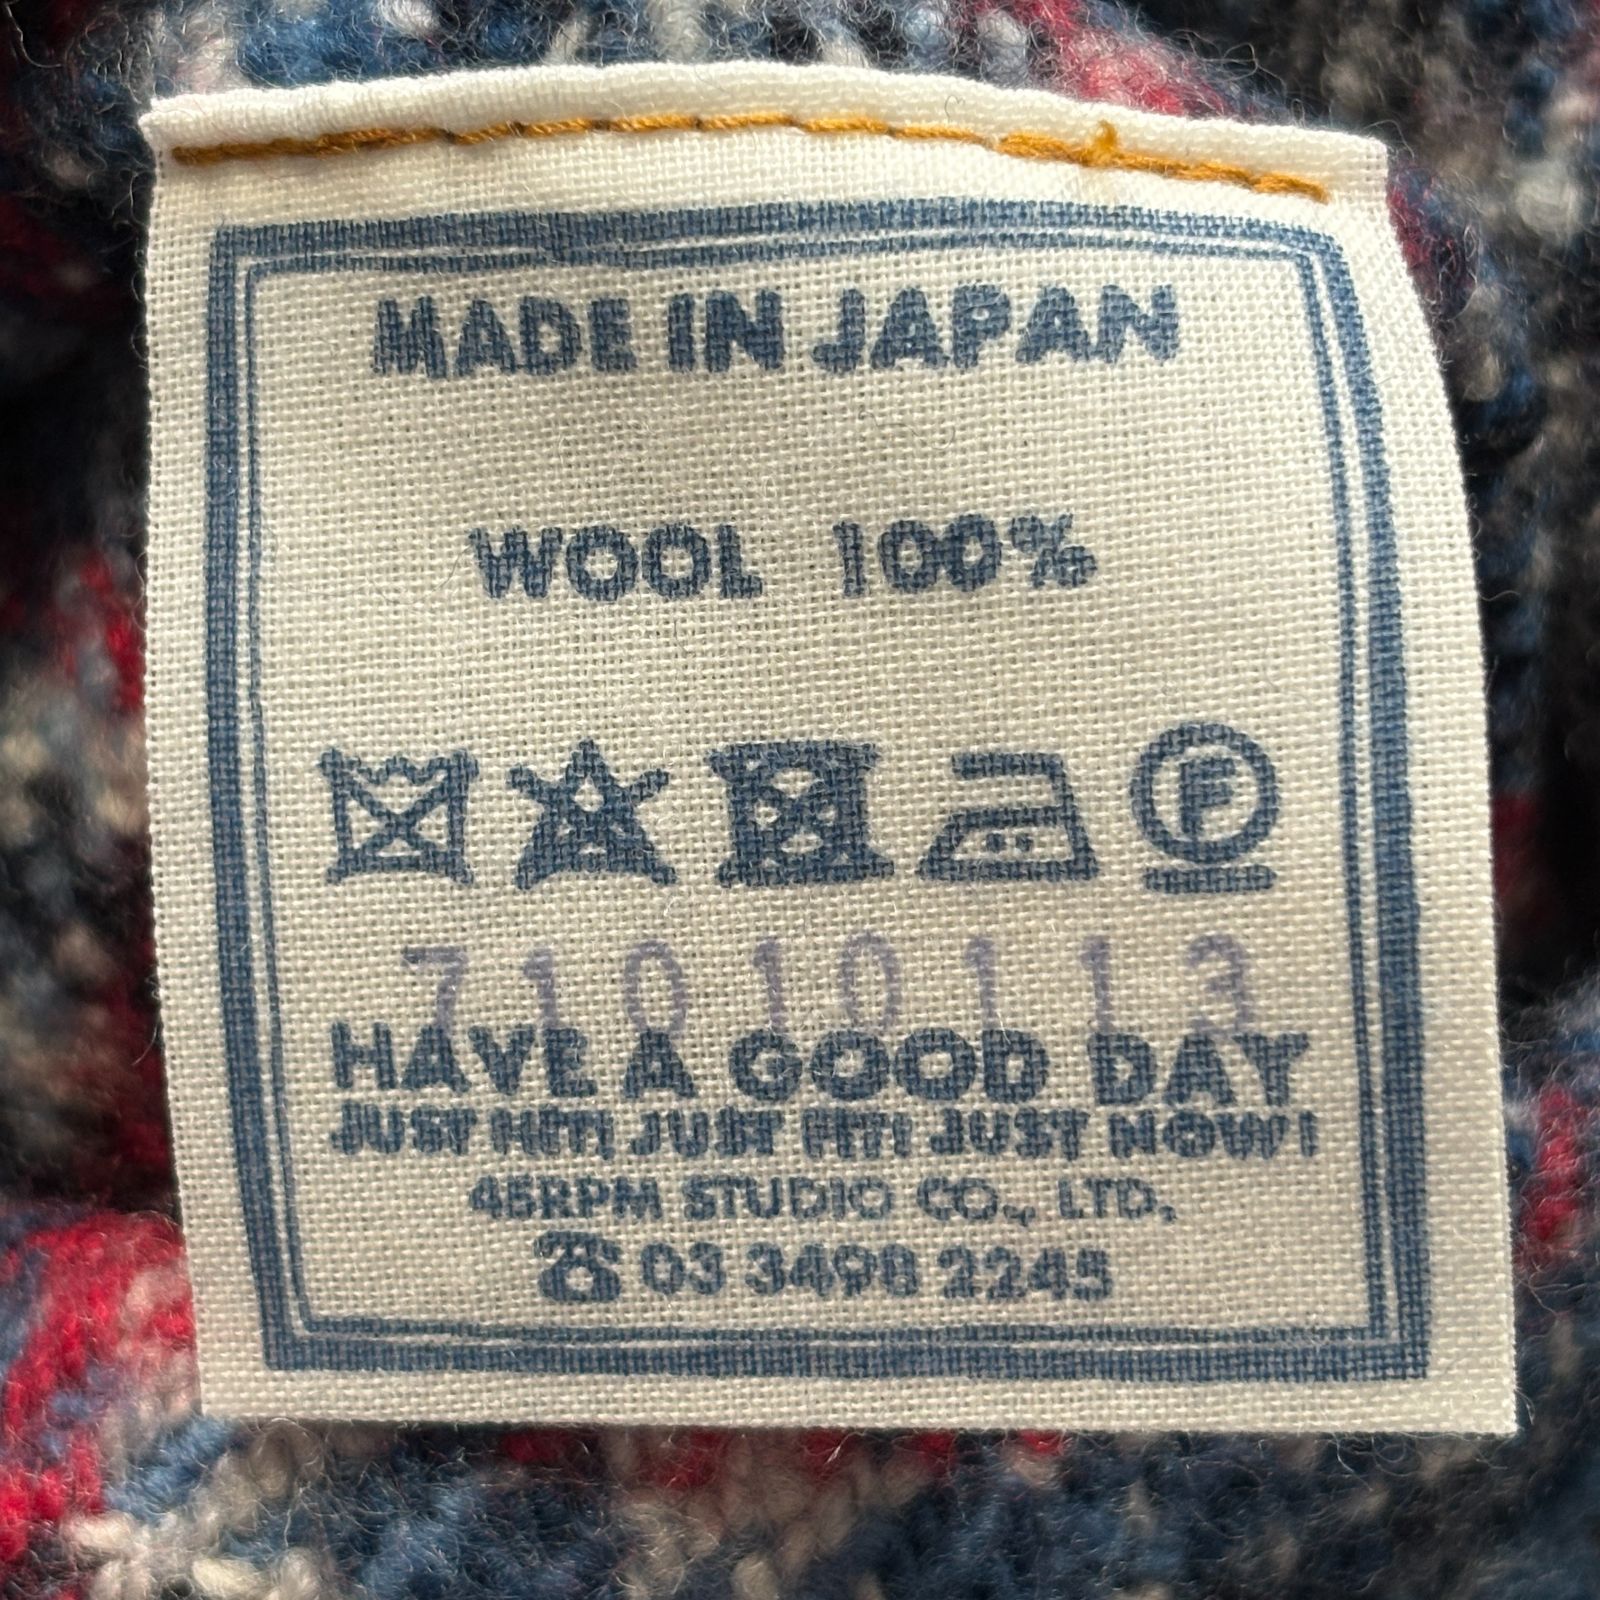 MADE IN JAPAN
WOOL 100%
F
71010113
HAVE A GOOD DAY
JUST HIT! JUST FIT! JUST NOW!
45RPM STUDIO CO., LTD.
☎03 3498 2245